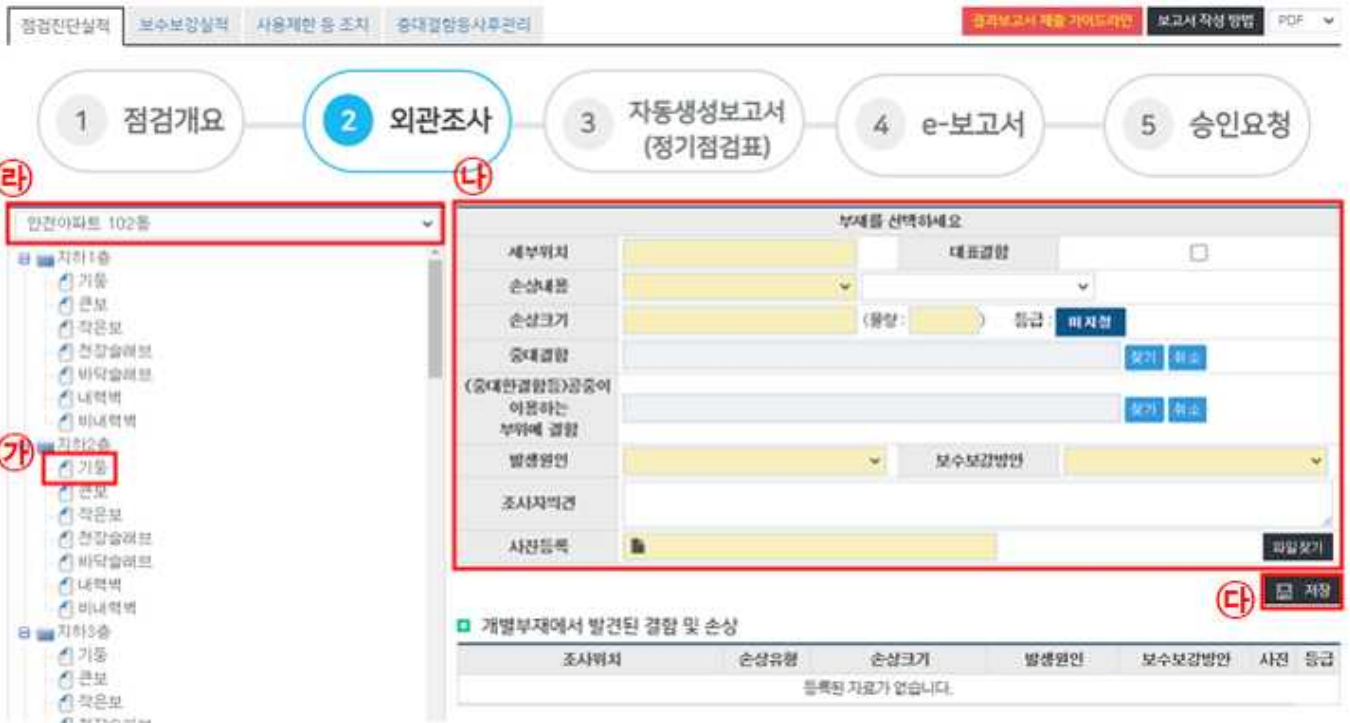 점검진단실적 보수보강실적 사용제한 등 조치 중대결함등사후관리 결과보고서 제출 가이드라인 보고서 작성 방법 PDF
1 점검개요 2 외관조사 3 자동생성보고서 (정기점검표) 4 e-보고서 5 승인요청
라
안전아파트 102동
지하1층
기둥
큰보
작은보
천장슬래브
바닥슬래브
내력벽
비내력벽
지하2층
가
기둥
큰보
작은보
천장슬래브
바닥슬래브
내력벽
비내력벽
지하3층
기둥
큰보
작은보
천장슬래브
나
부재를 선택하세요
세부위치 대표결함
손상내용
손상크기 (물량 : ) 등급 : 미지정
중대결함 찾기 취소
(중대한결함등)공중이
이용하는
부위에 결함
찾기 취소
발생원인 보수보강방안
조사자의견
사진등록 파일찾기
다 저장
개별부재에서 발견된 결함 및 손상
조사위치 손상유형 손상크기 발생원인 보수보강방안 사진 등급
등록된 자료가 없습니다.